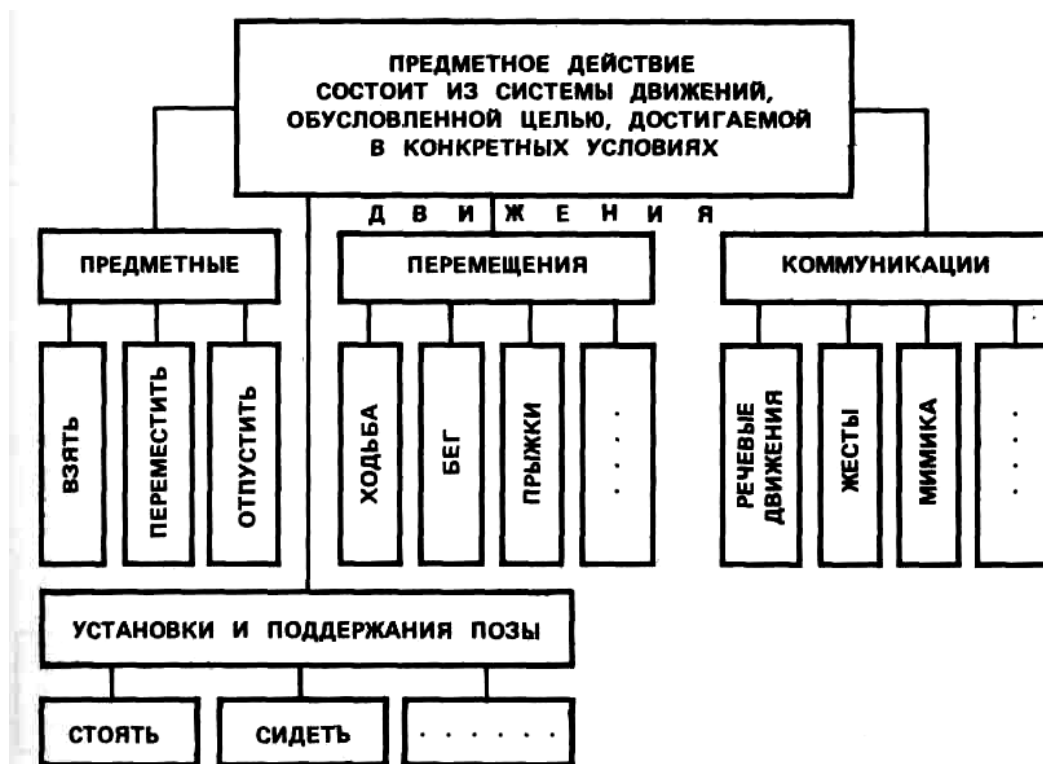 ПРЕДМЕТНОЕ ДЕЙСТВИЕ
СОСТОИТ ИЗ СИСТЕМЫ ДВИЖЕНИЙ,
ОБУСЛОВЛЕННОЙ ЦЕЛЬЮ, ДОСТИГАЕМОЙ
В КОНКРЕТНЫХ УСЛОВИЯХ
ДВИЖЕНИЯ
ПРЕДМЕТНЫЕ
ПЕРЕМЕЩЕНИЯ
КОММУНИКАЦИИ
ВЗЯТЬ
ПЕРЕМЕСТИТЬ
ОТПУСТИТЬ
ХОДЬБА
БЕГ
ПРЫЖКИ
. . . . .
РЕЧЕВЫЕ
ДВИЖЕНИЯ
ЖЕСТЫ
МИМИКА
. . . . .
УСТАНОВКИ И ПОДДЕРЖАНИЯ ПОЗЫ
СТОЯТЬ
СИДЕТЬ
. . . . . .